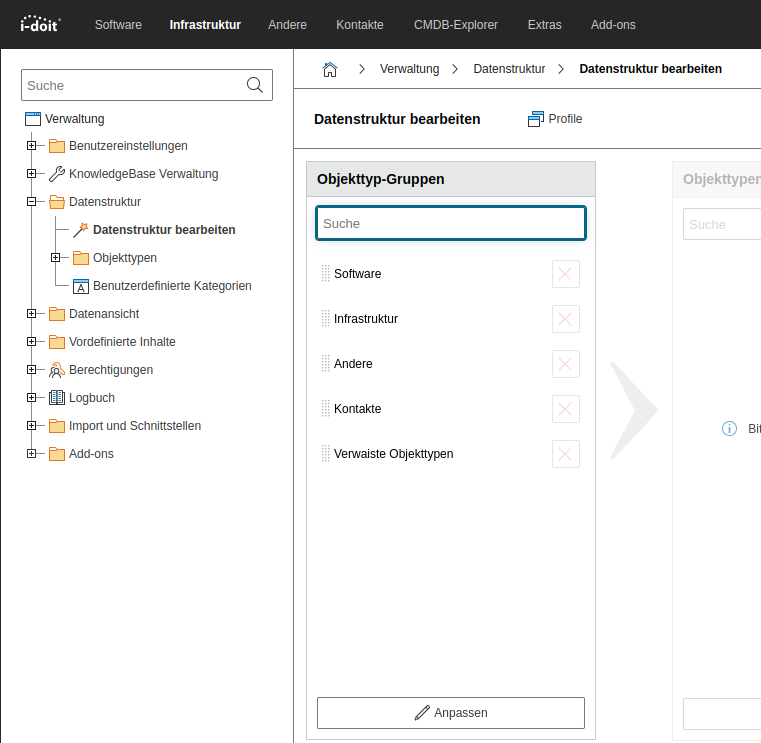 i-doit Software Infrastruktur Andere Kontakte CMDB-Explorer Extras Add-ons
Suche
Verwaltung
Benutzereinstellungen
KnowledgeBase Verwaltung
Datenstruktur
Datenstruktur bearbeiten
Objekttypen
Benutzerdefinierte Kategorien
Datenansicht
Vordefinierte Inhalte
Berechtigungen
Logbuch
Import und Schnittstellen
Add-ons
Verwaltung Datenstruktur Datenstruktur bearbeiten
Datenstruktur bearbeiten Profile
Objekttyp-Gruppen
Suche
Software
Infrastruktur
Andere
Kontakte
Verwaiste Objekttypen
Anpassen
Objekttypen
Suche
Bit